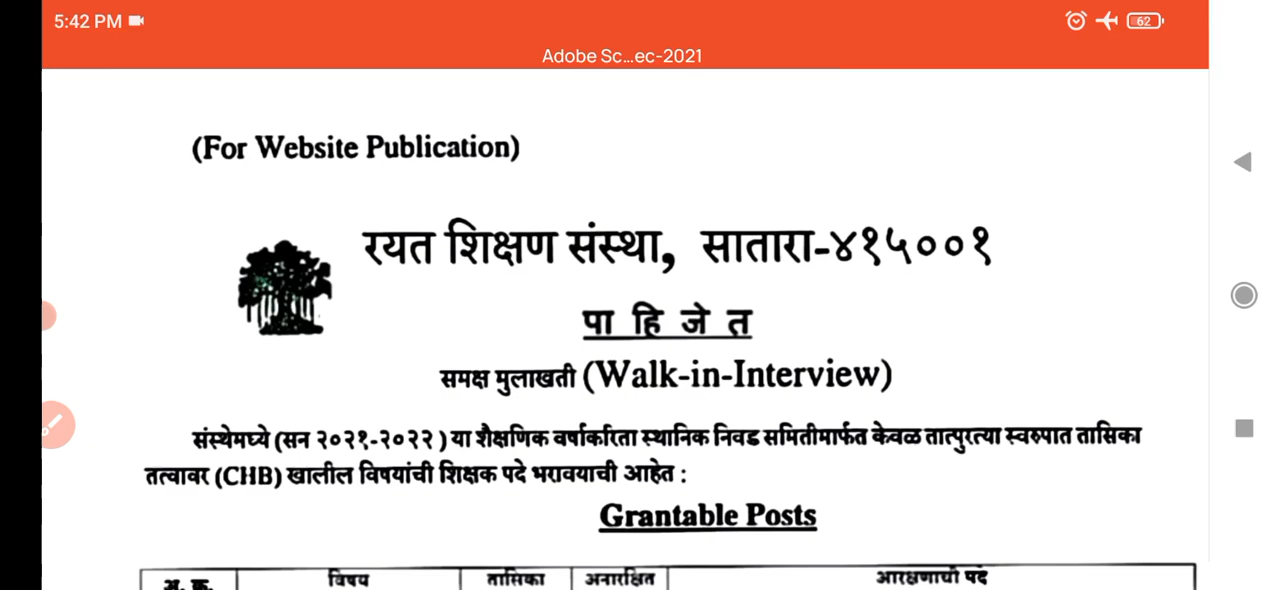 5:42 PM
62
Adobe Sc...ec-2021
(For Website Publication)
रयत शिक्षण संस्था, सातारा-४१५००१
पा हि जे त
समक्ष मुलाखती (Walk-in-Interview)
संस्थेमध्ये (सन २०२१-२०२२) या शैक्षणिक वर्षाकरिता स्थानिक निवड समितीमार्फत केवळ तात्पुरत्या स्वरुपात तासिका
तत्वावर (CHB) खालील विषयांची शिक्षक पदे भरावयाची आहेत :
Grantable Posts
अ. क्र. विषय तासिका अनारक्षित आरक्षणाची पदे